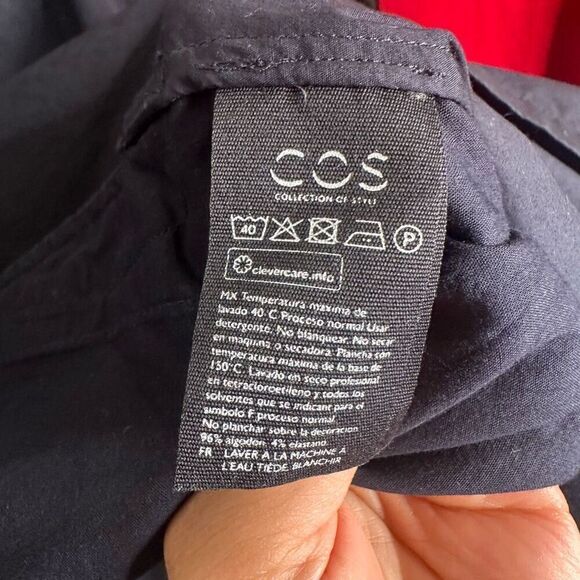 COS
COLLECTION OF STYLE
40 P
clevercare.info
MX Temperatura máxima de
lavado 40°C Proceso normal Usar
detergente. No blanquear. No secar
en maquina o secadora. Plancha con
temperatura máxima de la base de
150°C. Lavado en seco profesional
en tetracloroetileno y todos los
solventes que se indican para el
simbolo F, proceso normal.
No planchar sobre la decoracion.
96% algodon. 4% elastano.
FR LAVER A LA MACHINE A
L'EAU TIÈDE BLANCHIR